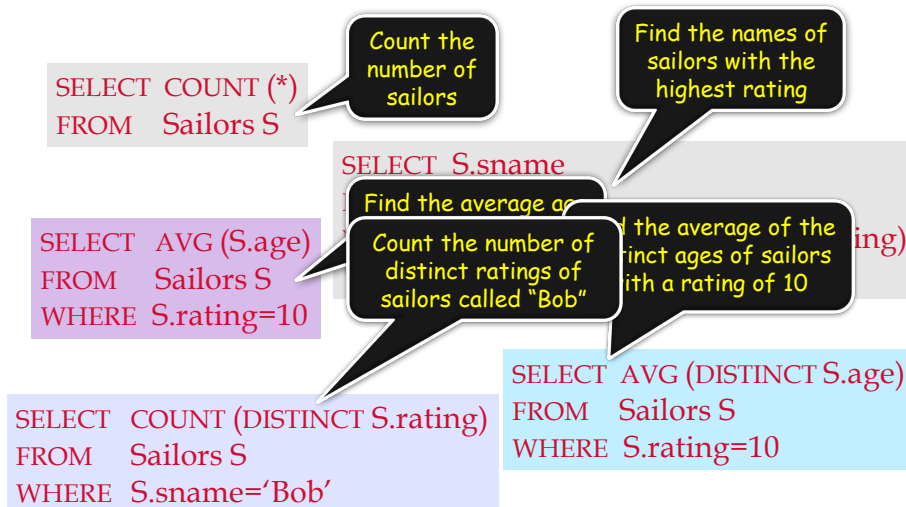 Count the
number of
sailors
Find the names of
sailors with the
highest rating
SELECT COUNT (*)
FROM Sailors S
SELECT S.sname
Find the average
the average of the
ages of sailors
with a rating of 10
ing)
SELECT AVG (S.age)
FROM Sailors S
WHERE S.rating=10
Count the number of
distinct ratings of
sailors called “Bob”
SELECT AVG (DISTINCT S.age)
FROM Sailors S
WHERE S.rating=10
SELECT COUNT (DISTINCT S.rating)
FROM Sailors S
WHERE S.sname=‘Bob’